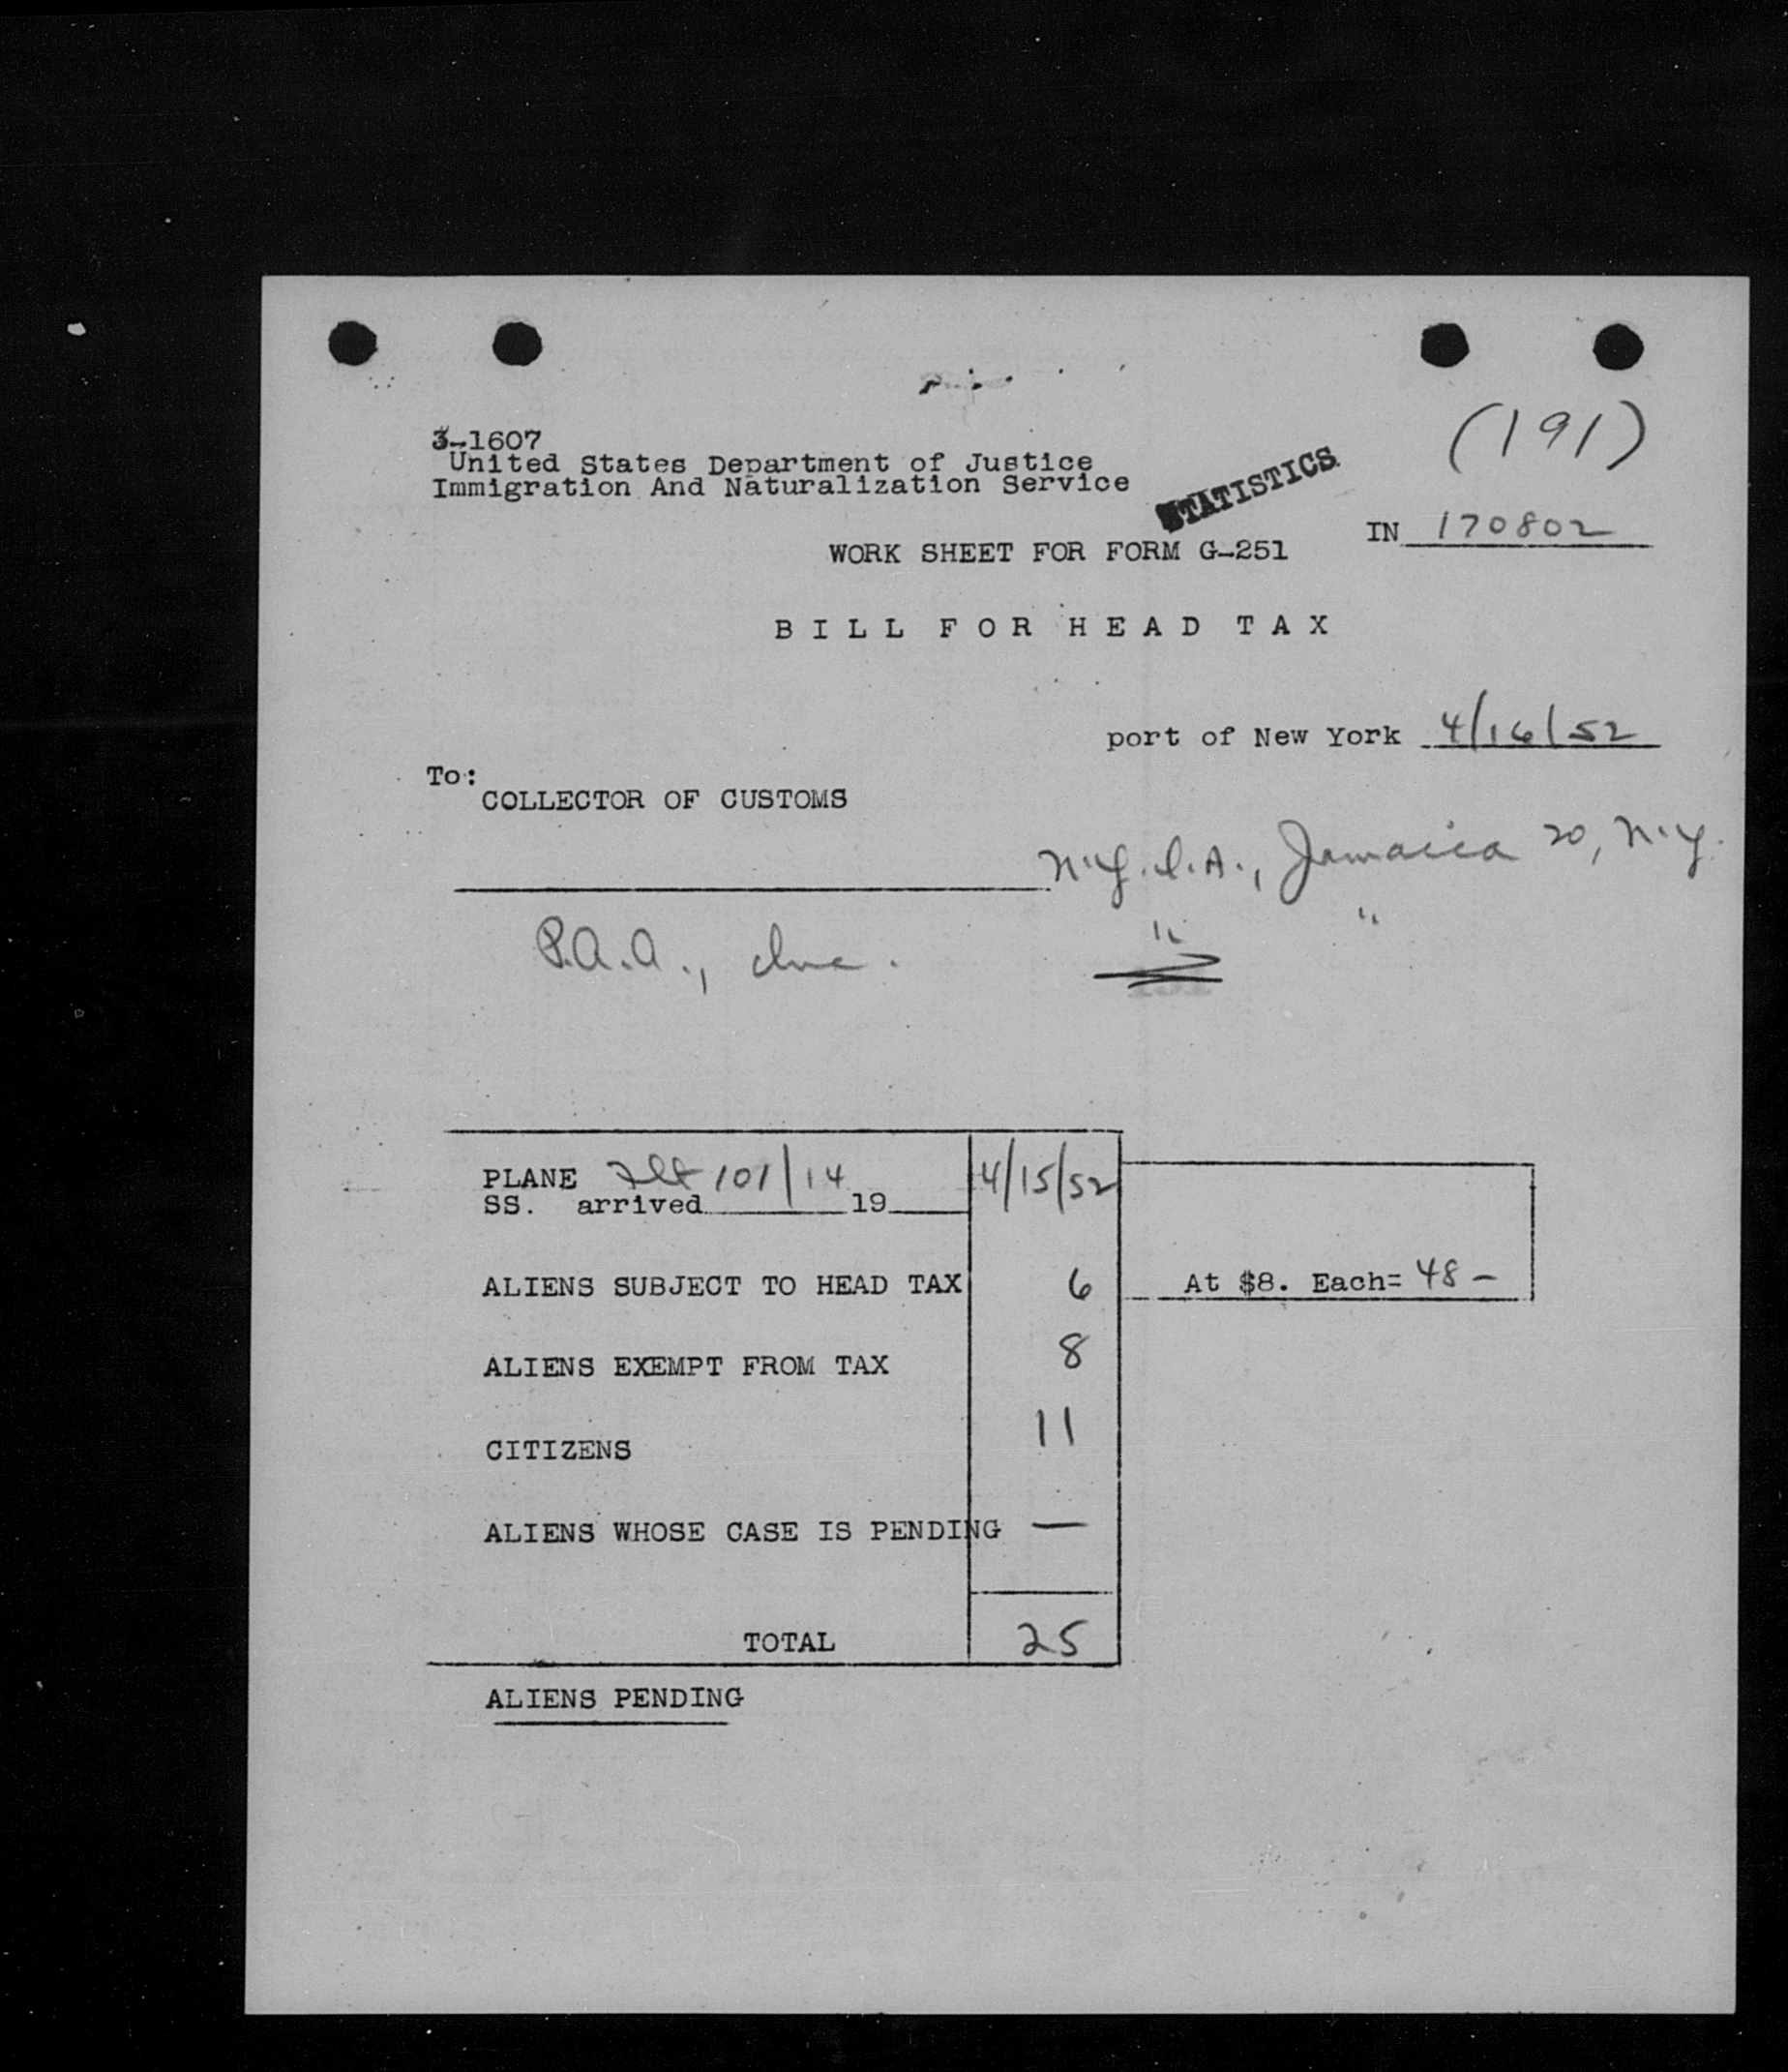 (191)
3-1607
United States Department of Justice
Immigration And Naturalization Service
STATISTICS
IN 170802
WORK SHEET FOR FORM G-251
BILL FOR HEAD TAX
port of New York 4/16/52
To:
COLLECTOR OF CUSTOMS
N.Y.I.A., Jamaica 20, N.Y.
P.A.A., Inc. " "
PLANE Flt 101/14 4/15/52
SS. arrived 19
ALIENS SUBJECT TO HEAD TAX 6 At $8. Each= 48 –
ALIENS EXEMPT FROM TAX 8
CITIZENS 11
ALIENS WHOSE CASE IS PENDING —
TOTAL 25
ALIENS PENDING